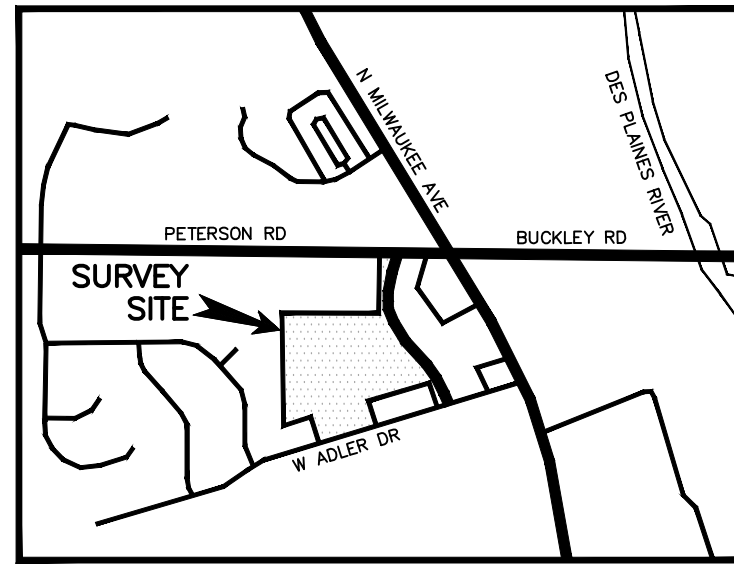 N MILWAUKEE AVE
DES PLAINES RIVER
PETERSON RD
BUCKLEY RD
SURVEY
SITE
W ADLER DR